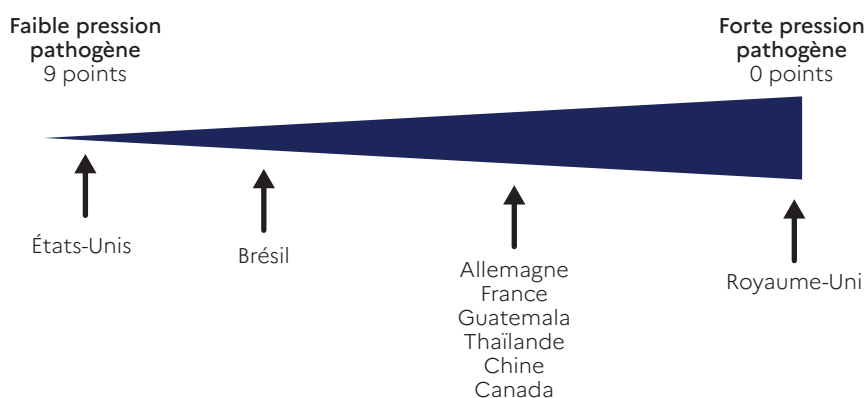 Faible pression
pathogène
9 points
Forte pression
pathogène
0 points
États-Unis
Brésil
Allemagne
France
Guatemala
Thaïlande
Chine
Canada
Royaume-Uni